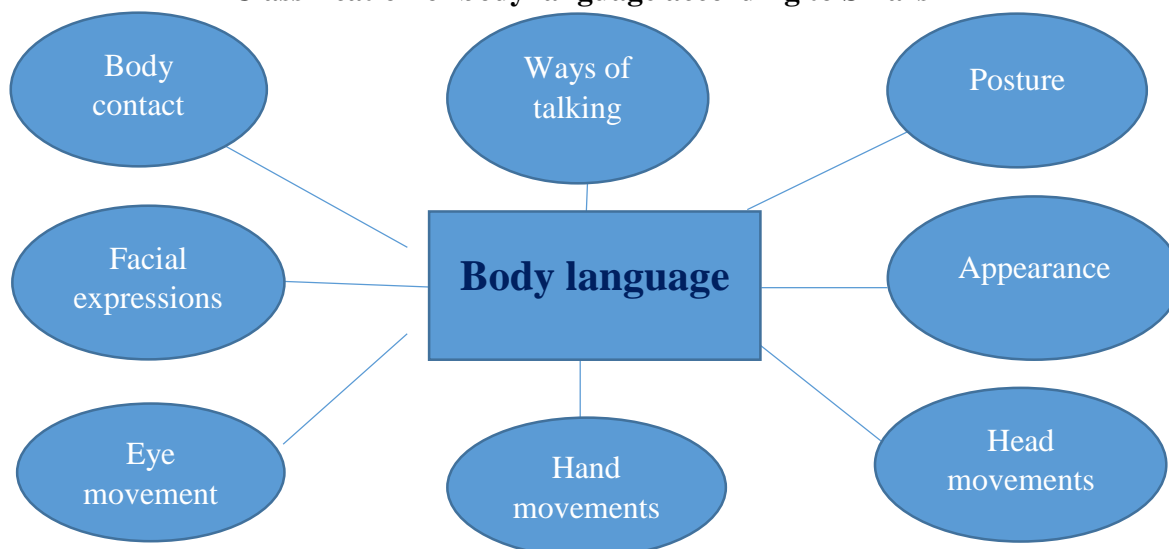 Body
contact
Ways of
talking
Posture
Facial
expressions
Body language
Appearance
Eye
movement
Hand
movements
Head
movements